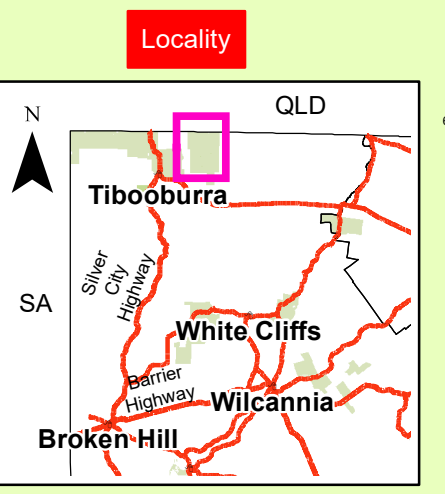 Locality
N
QLD
e
Tibooburra
Silver
City
Highway
SA
White Cliffs
Barrier
Highway
Wilcannia
Broken Hill